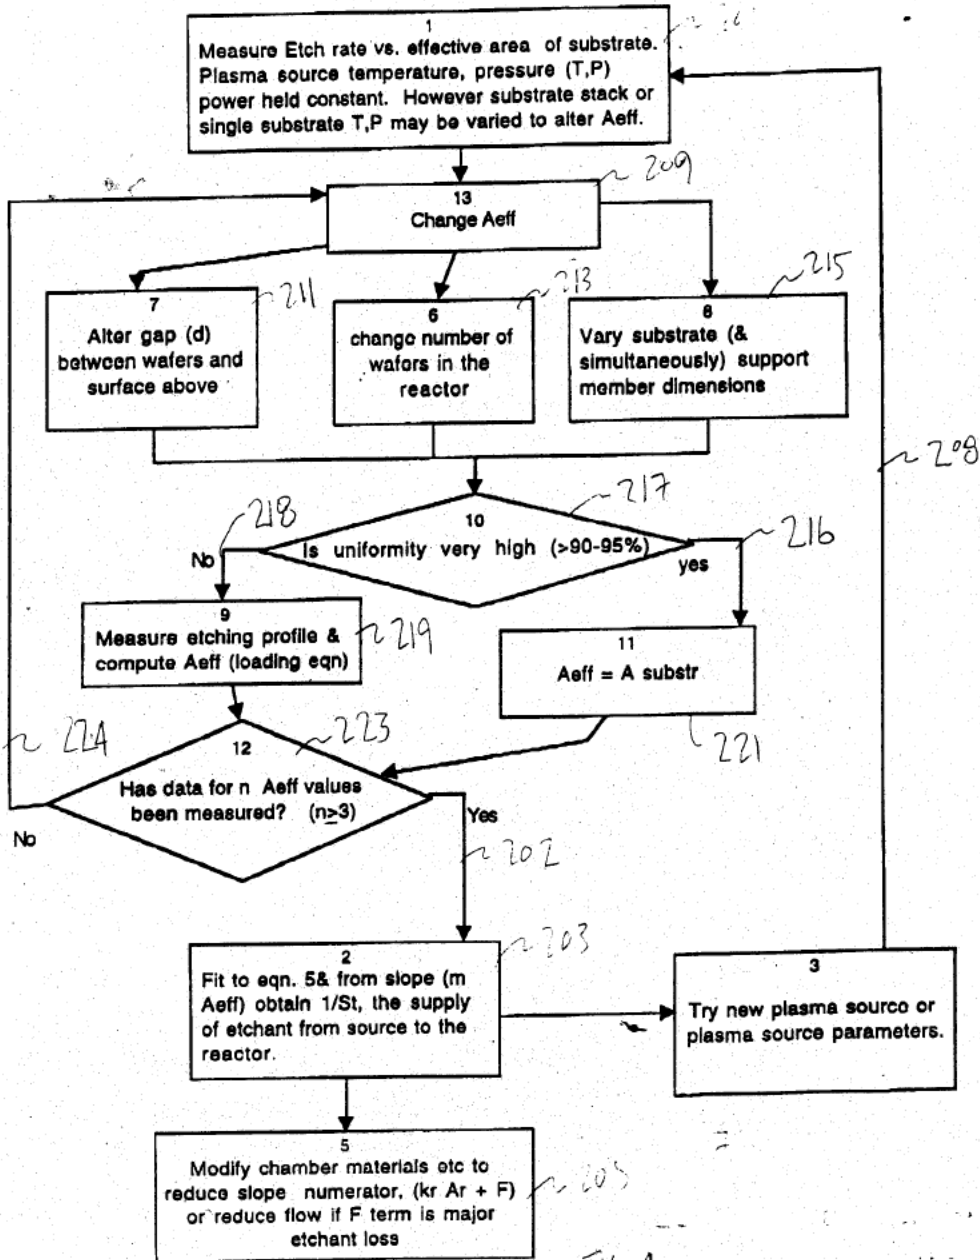 1
Measure Etch rate vs. effective area of substrate.
Plasma source temperature, pressure (T,P)
power held constant. However substrate stack or
single substrate T,P may be varied to alter Aeff.
209
13
Change Aeff
211
7
Alter gap (d)
between wafers and
surface above
213
6
change number of
wafers in the
reactor
215
8
Vary substrate (&
simultaneously) support
member dimensions
208
217
10
Is uniformity very high (>90-95%)
218
No
216
yes
9
Measure etching profile &
compute Aeff (loading eqn)
219
11
Aeff = A substr
221
224
223
12
Has data for n Aeff values
been measured? (n≥3)
No
Yes
202
203
2
Fit to eqn. 5& from slope (m
Aeff) obtain 1/St, the supply
of etchant from source to the
reactor.
3
Try new plasma source or
plasma source parameters.
5
Modify chamber materials etc to
reduce slope numerator, (kr Ar + F)
or reduce flow if F term is major
etchant loss
205